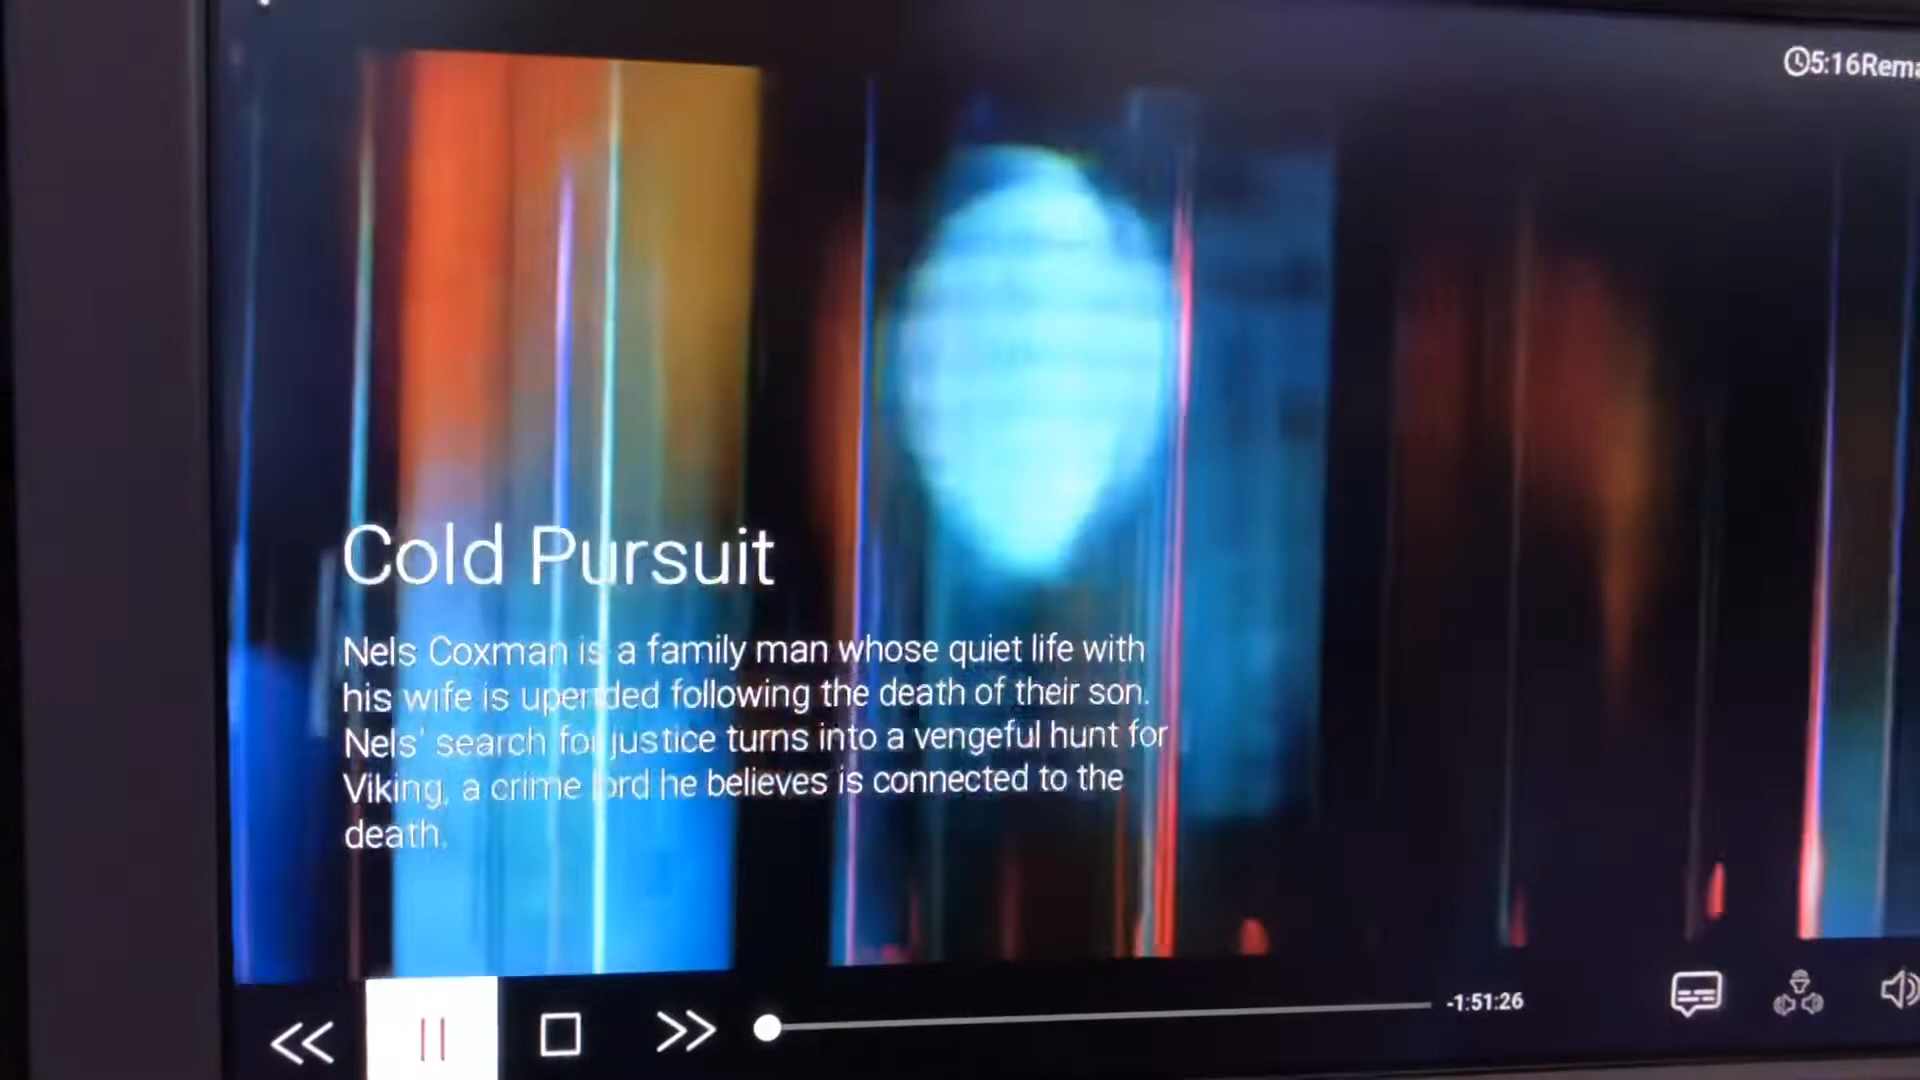 5:16
Cold Pursuit
Nels Coxman is a family man whose quiet life with
his wife is upended following the death of their son.
Nels' search for justice turns into a vengeful hunt for
Viking, a crime lord he believes is connected to the
death.
-1:51:26